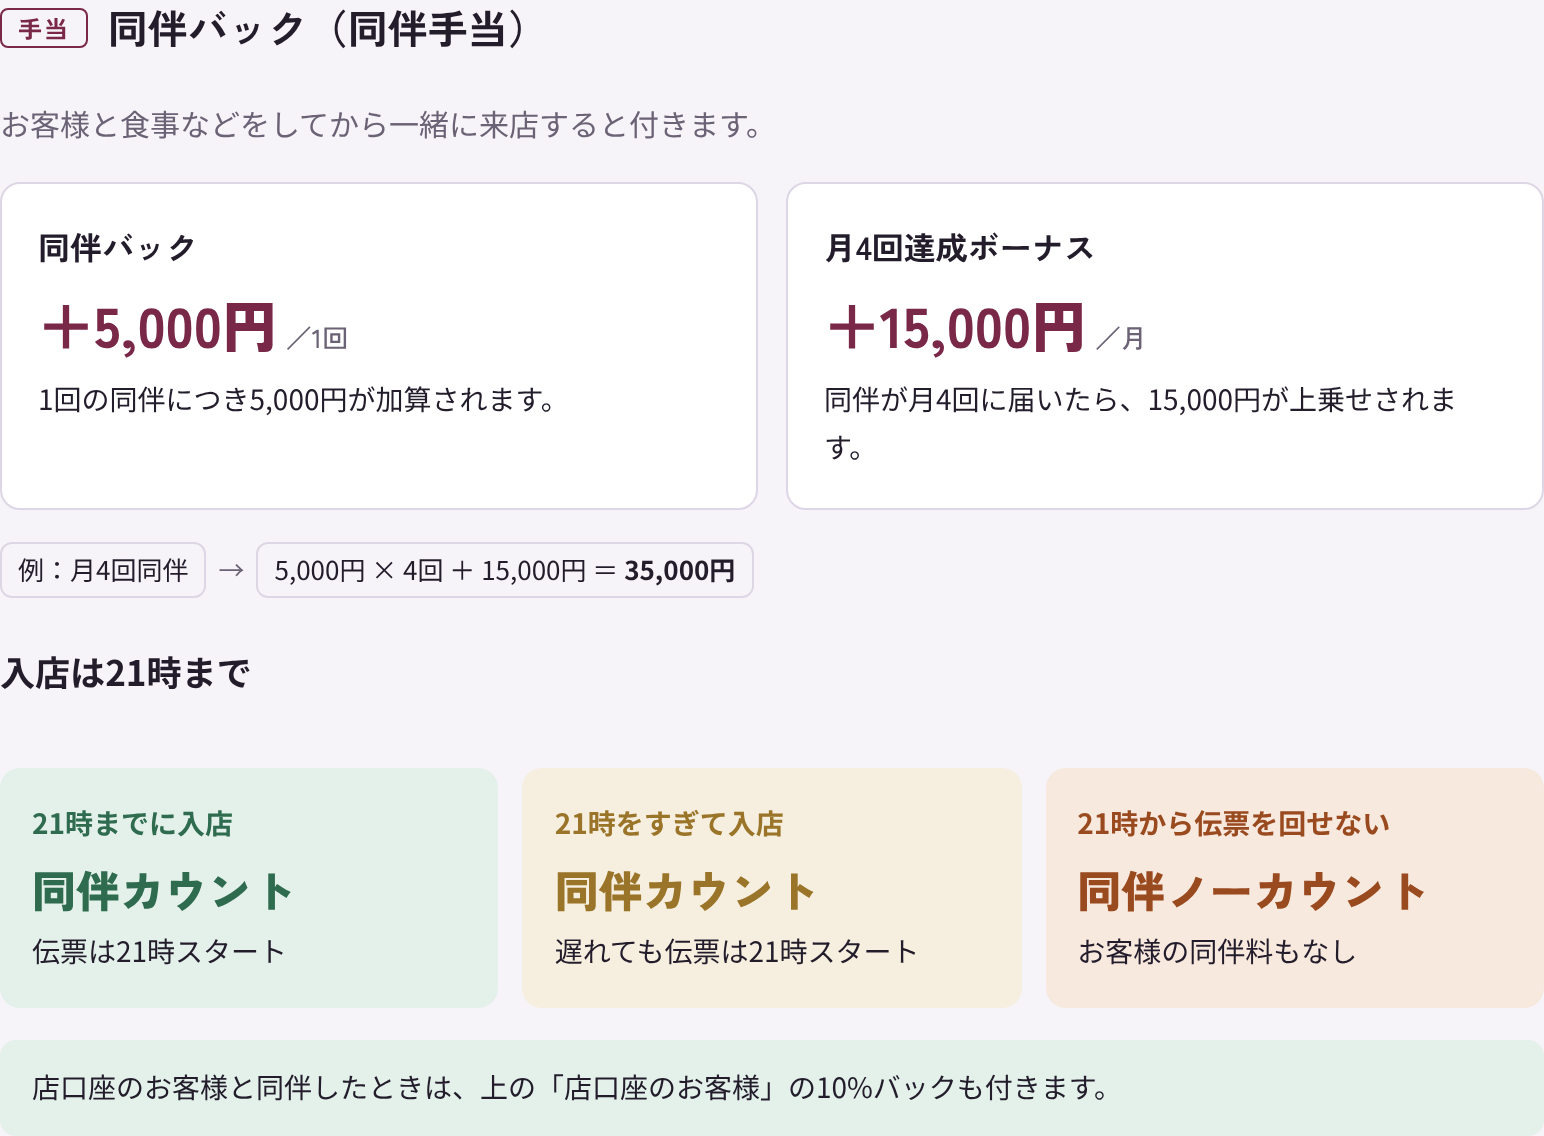 手当 同伴バック（同伴手当）
お客様と食事などをしてから一緒に来店すると付きます。
同伴バック
＋5,000円 ／1回
1回の同伴につき5,000円が加算されます。
月4回達成ボーナス
＋15,000円 ／月
同伴が月4回に届いたら、15,000円が上乗せされま
す。
例：月4回同伴 → 5,000円 × 4回 ＋ 15,000円 ＝ 35,000円
入店は21時まで
21時までに入店
同伴カウント
伝票は21時スタート
21時をすぎて入店
同伴カウント
遅れても伝票は21時スタート
21時から伝票を回せない
同伴ノーカウント
お客様の同伴料もなし
店口座のお客様と同伴したときは、上の「店口座のお客様」の10%バックも付きます。